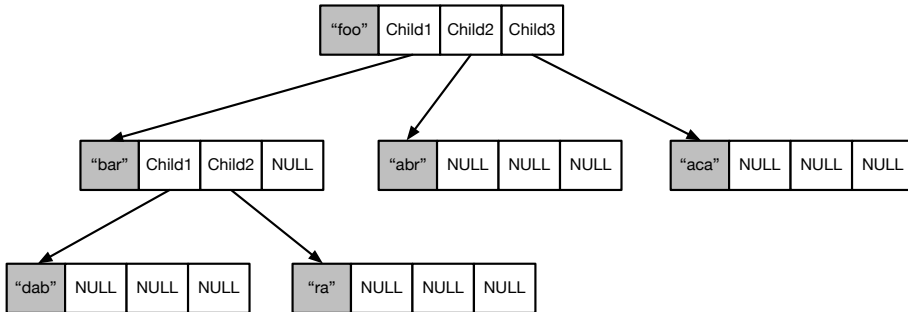 “foo” Child1 Child2 Child3
“bar” Child1 Child2 NULL “abr” NULL NULL NULL “aca” NULL NULL NULL
“dab” NULL NULL NULL “ra” NULL NULL NULL